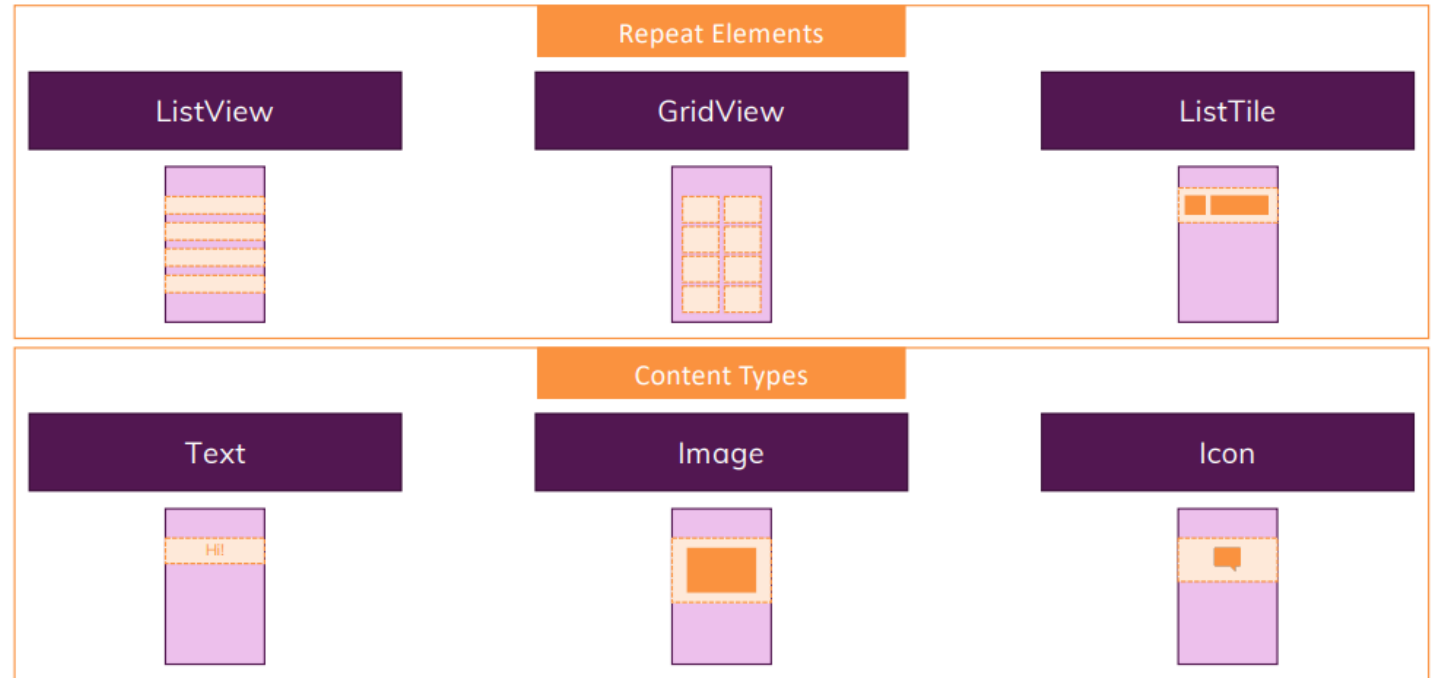 Repeat Elements
ListView
GridView
ListTile
Content Types
Text
Image
Icon
Hi!